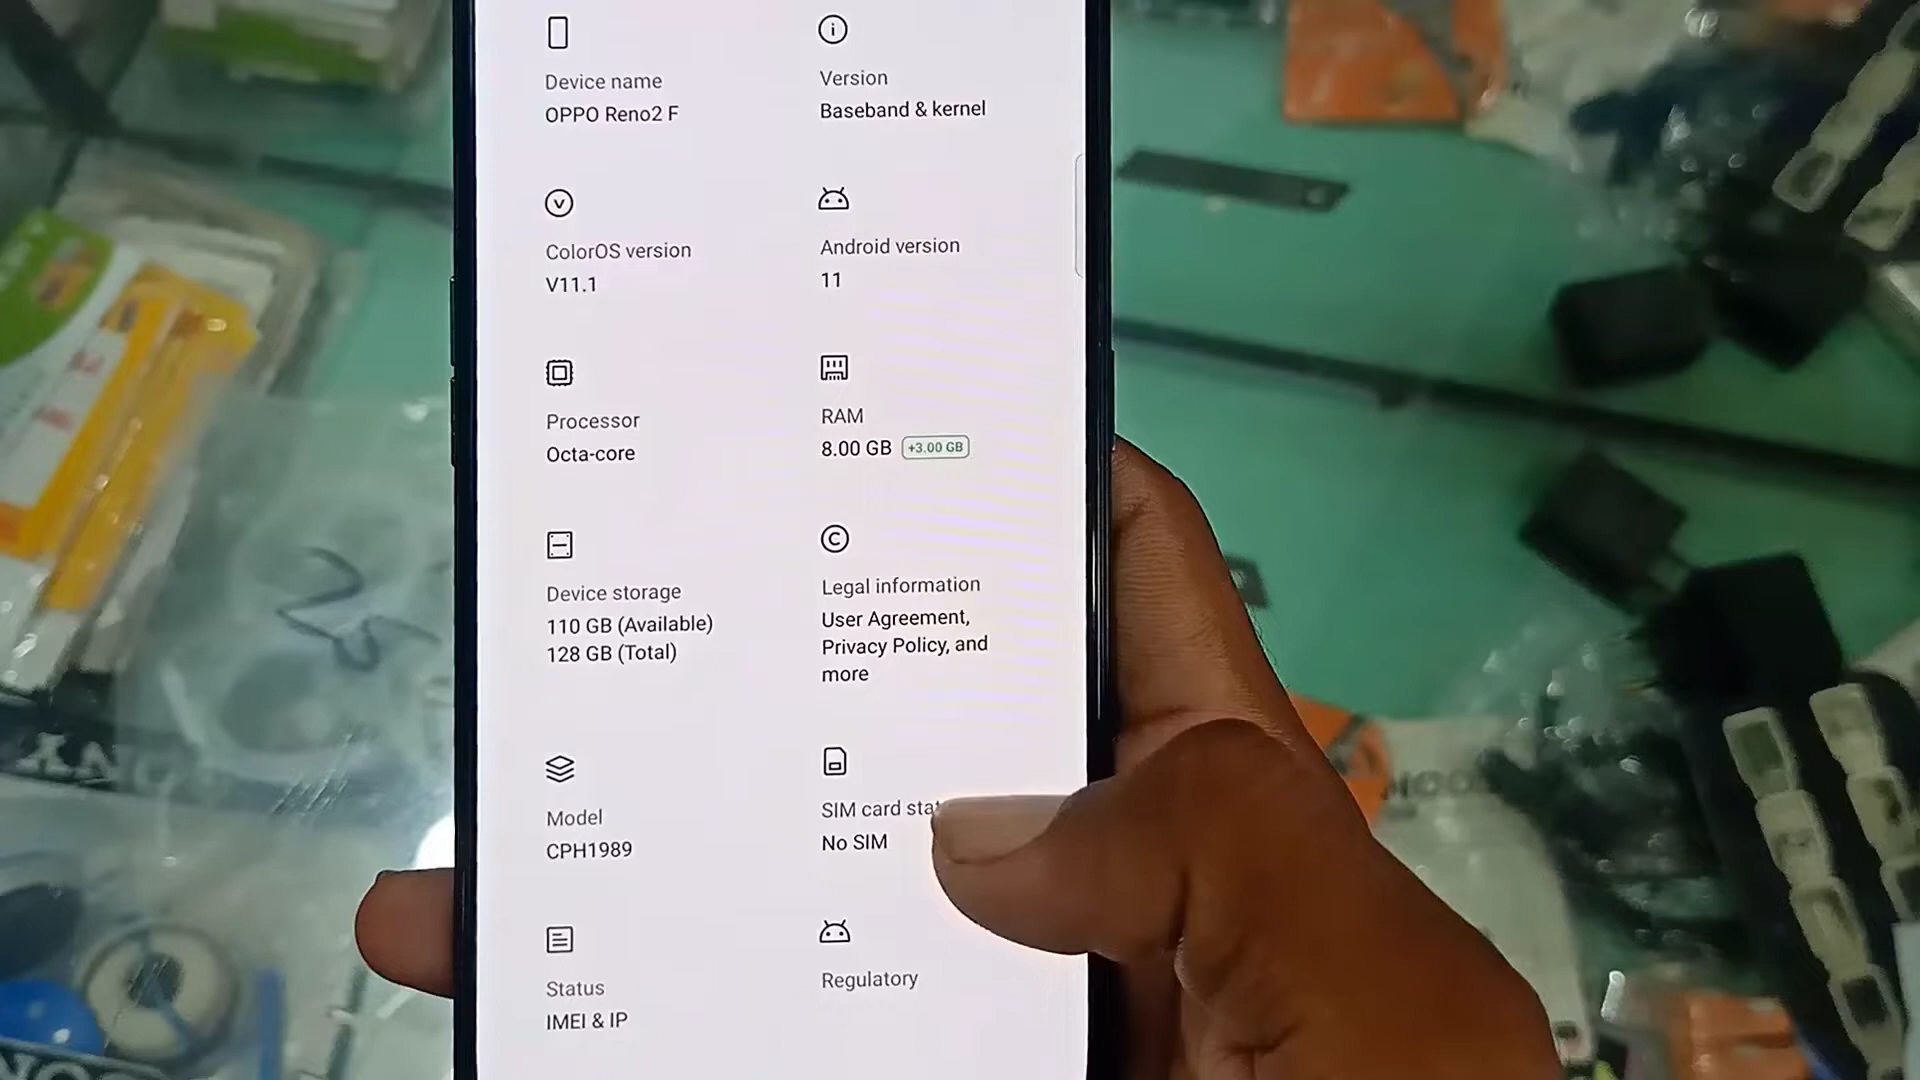 Device name
OPPO Reno2 F
Version
Baseband & kernel
ColorOS version
V11.1
Android version
11
Processor
Octa-core
RAM
8.00 GB +3.00 GB
Device storage
110 GB (Available)
128 GB (Total)
Legal information
User Agreement,
Privacy Policy, and
more
Model
CPH1989
SIM card stat
No SIM
Status
IMEI & IP
Regulatory